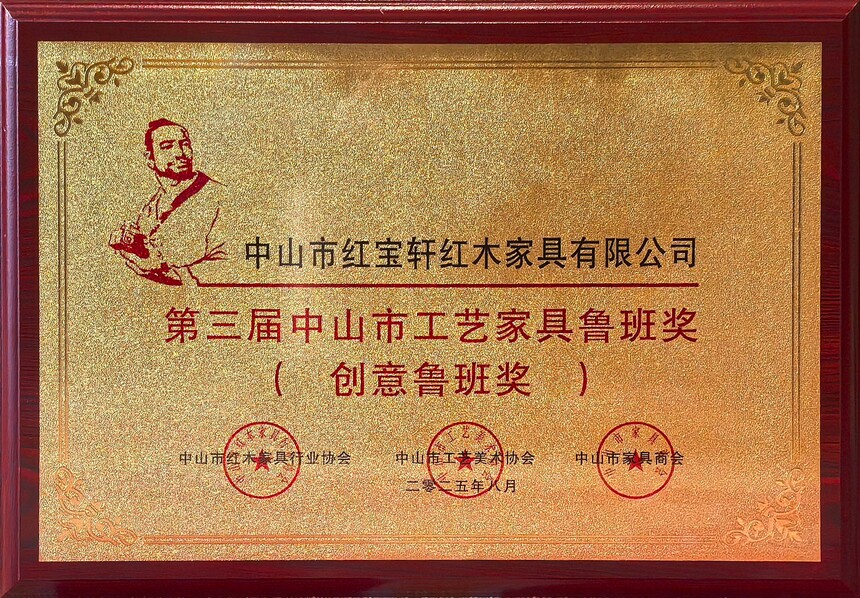 中山市红宝轩红木家具有限公司
第三届中山市工艺家具鲁班奖
（ 创意鲁班奖 ）
中山市红木家具行业协会 中山市工艺美术协会 中山市家具商会
二零二五年八月